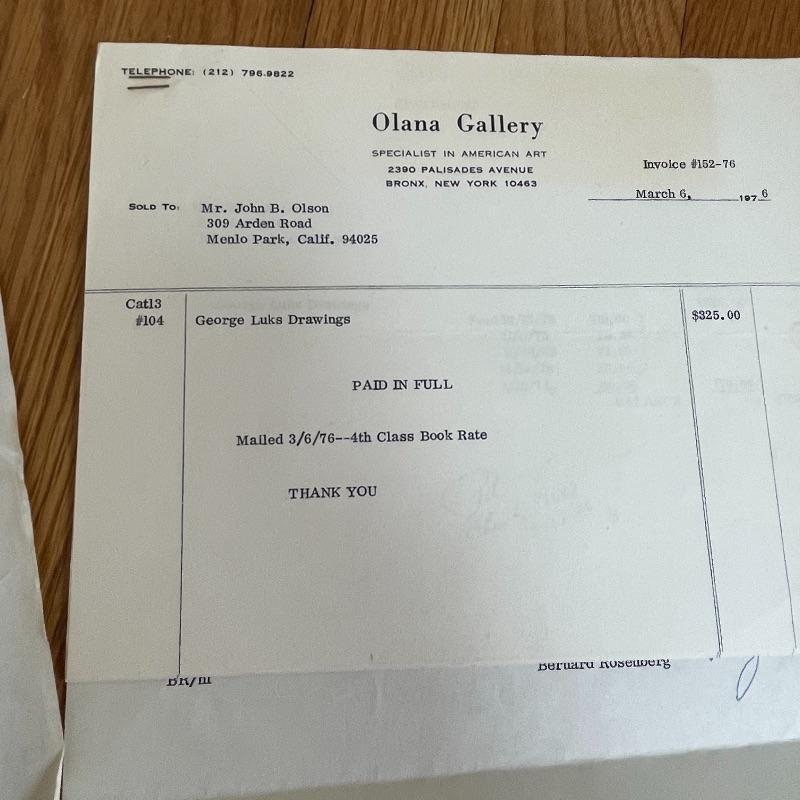 TELEPHONE: (212) 796.9822
Olana Gallery
SPECIALIST IN AMERICAN ART
2390 PALISADES AVENUE
BRONX, NEW YORK 10463
Invoice #152-76
March 6, 1976
SOLD TO: Mr. John B. Olson
309 Arden Road
Menlo Park, Calif. 94025
Cat13
#104 George Luks Drawings $325.00
PAID IN FULL
Mailed 3/6/76--4th Class Book Rate
THANK YOU
Bernard Rosenberg
BR/m